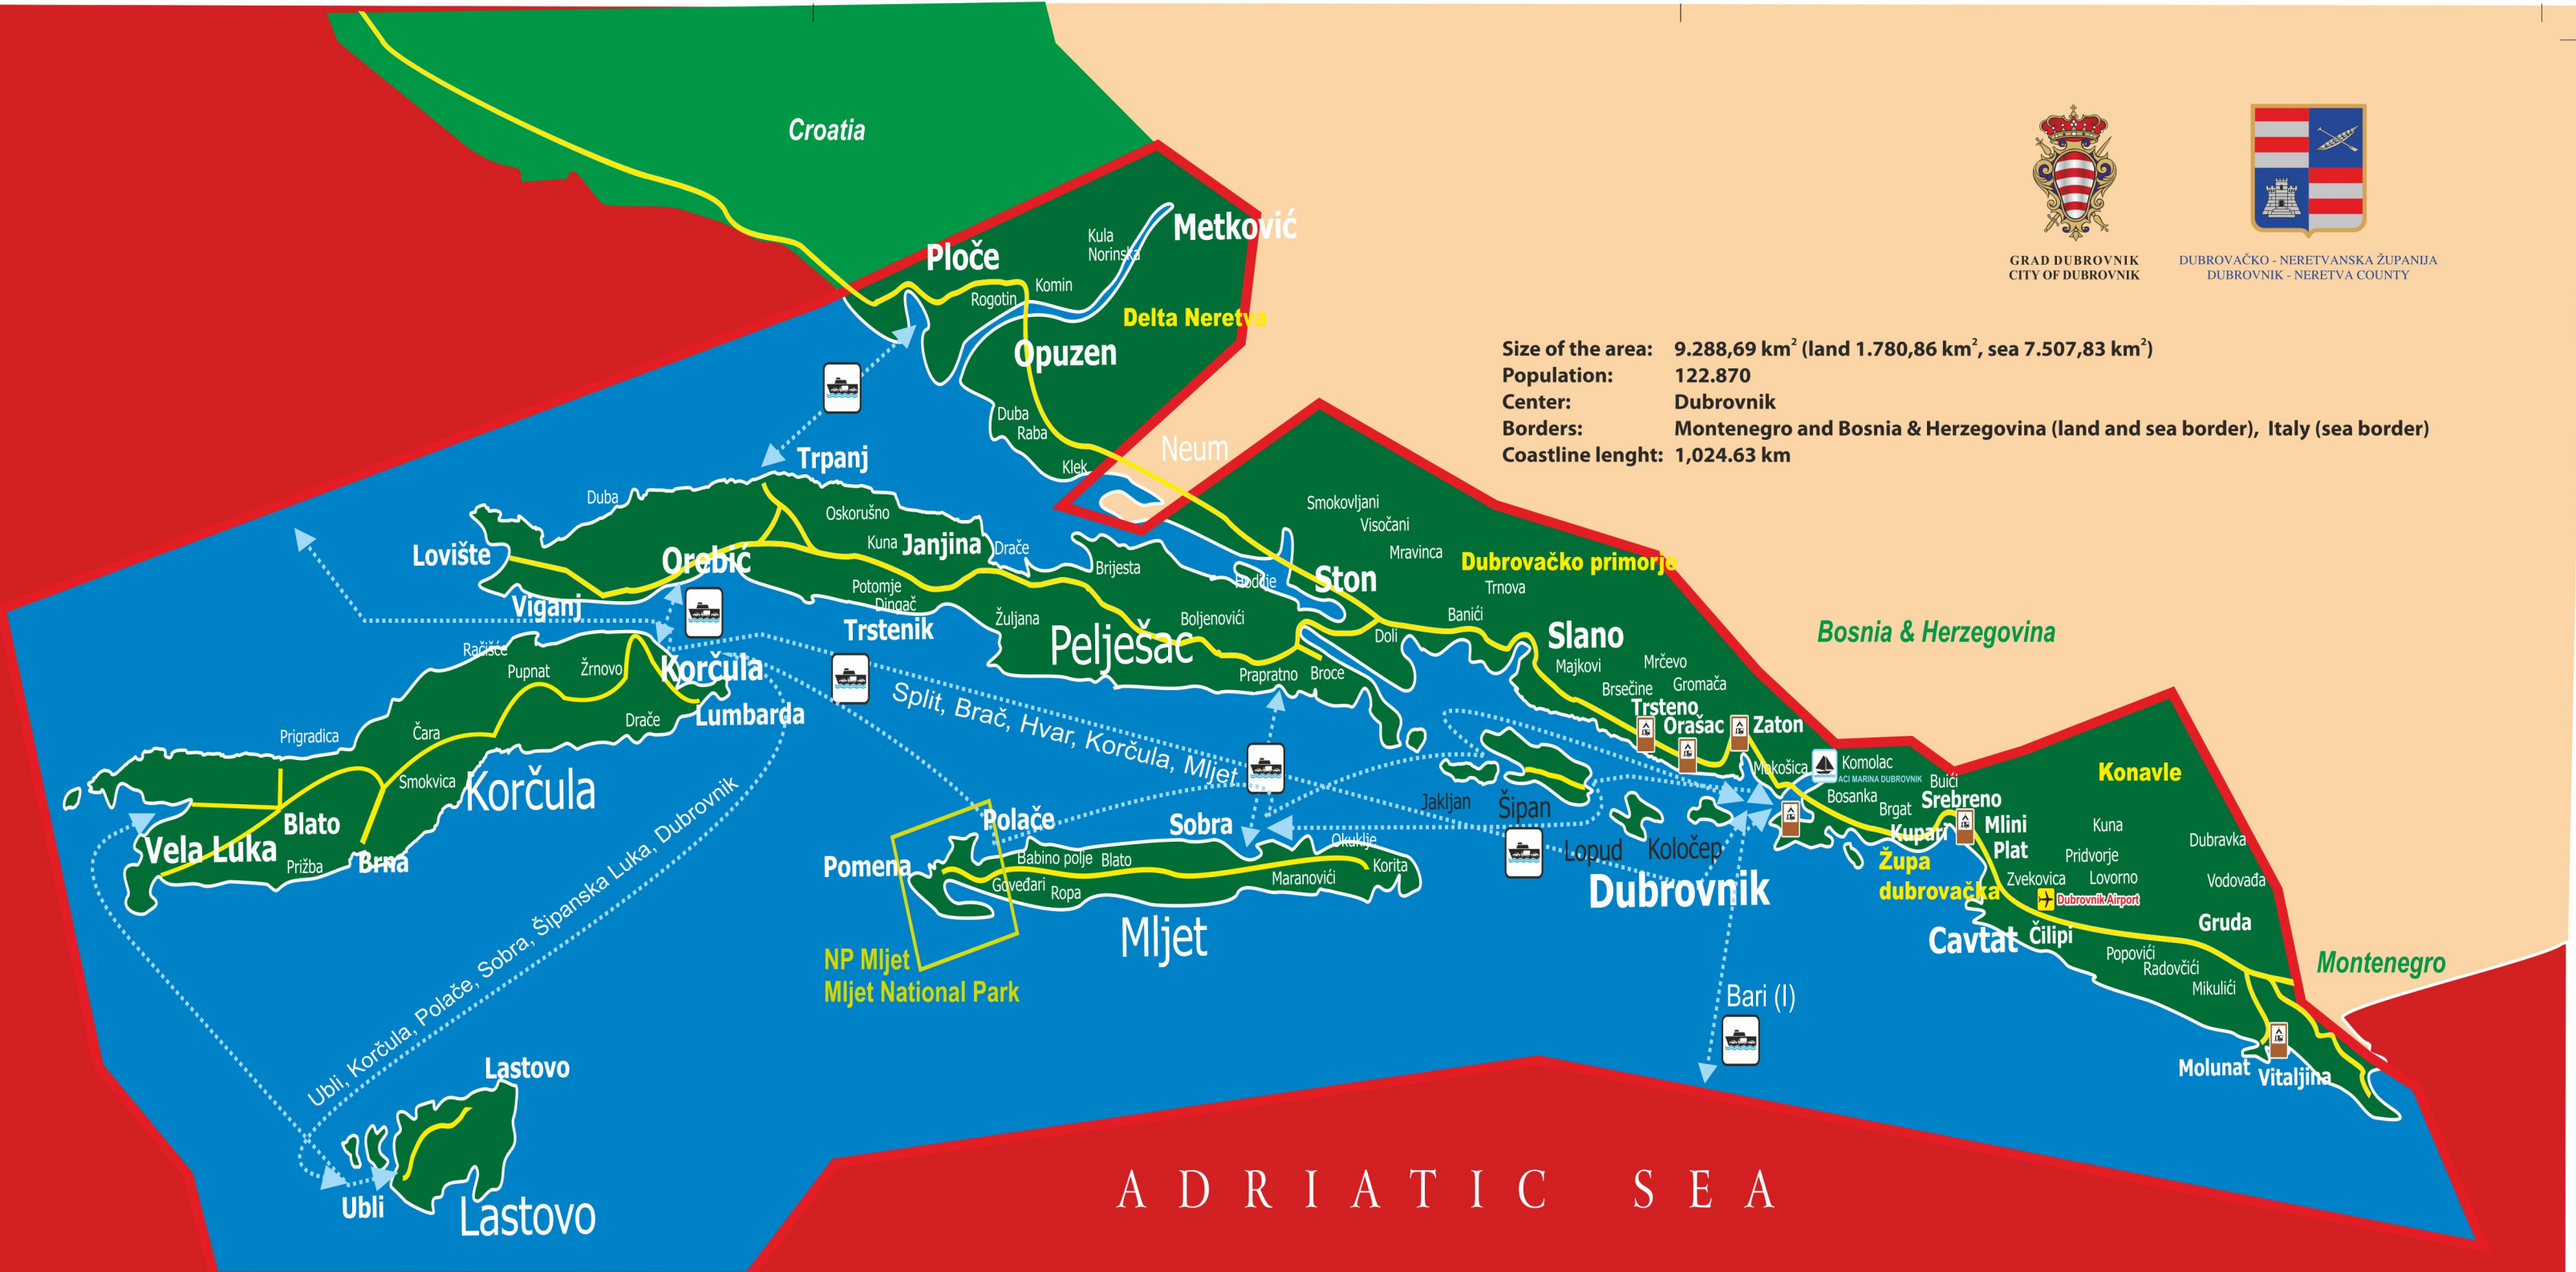 Croatia
GRAD DUBROVNIK
CITY OF DUBROVNIK
DUBROVAČKO - NERETVANSKA ŽUPANIJA
DUBROVNIK - NERETVA COUNTY
Metković
Kula
Norinska
Ploče
Komin
Rogotin
Delta Neretva
Opuzen
Size of the area: 9.288,69 km² (land 1.780,86 km², sea 7.507,83 km²)
Population: 122.870
Center: Dubrovnik
Borders: Montenegro and Bosnia & Herzegovina (land and sea border), Italy (sea border)
Coastline lenght: 1,024.63 km
Duba
Raba
Klek
Neum
Trpanj
Duba
Oskorušno
Kuna
Janjina
Drače
Lovište
Orebić
Viganj
Potomje
Dingač
Trstenik
Brijesta
Hodilje
Ston
Smokovljani
Visočani
Mravinca
Dubrovačko primorje
Trnova
Banići
Žuljana
Boljenovići
Pelješac
Doli
Slano
Prapratno
Broce
Majkovi
Mrčevo
Brsečine
Gromača
Trsteno
Orašac
Zaton
Bosnia & Herzegovina
Račišće
Pupnat
Žrnovo
Korčula
Lumbarda
Drače
Prigradica
Čara
Smokvica
Korčula
Blato
Vela Luka
Prižba
Brna
Split, Brač, Hvar, Korčula, Mljet
Mokošica
Komolac
ACI MARINA DUBROVNIK
Buići
Bosanka
Brgat
Srebreno
Kupari
Mlini
Plat
Župa
dubrovačka
Konavle
Kuna
Dubravka
Pridvorje
Zvekovica
Lovorno
Vodovađa
Dubrovnik Airport
Gruda
Cavtat
Čilipi
Popovići
Radovčići
Mikulići
Montenegro
Molunat
Vitaljina
Jakljan
Šipan
Lopud
Koločep
Dubrovnik
Polače
Sobra
Okuklje
Pomena
Babino polje
Blato
Goveđari
Ropa
Maranovići
Korita
Mljet
NP Mljet
Mljet National Park
Bari (I)
Ubli, Korčula, Polače, Sobra, Šipanska Luka, Dubrovnik
Lastovo
Ubli
Lastovo
ADRIATIC SEA